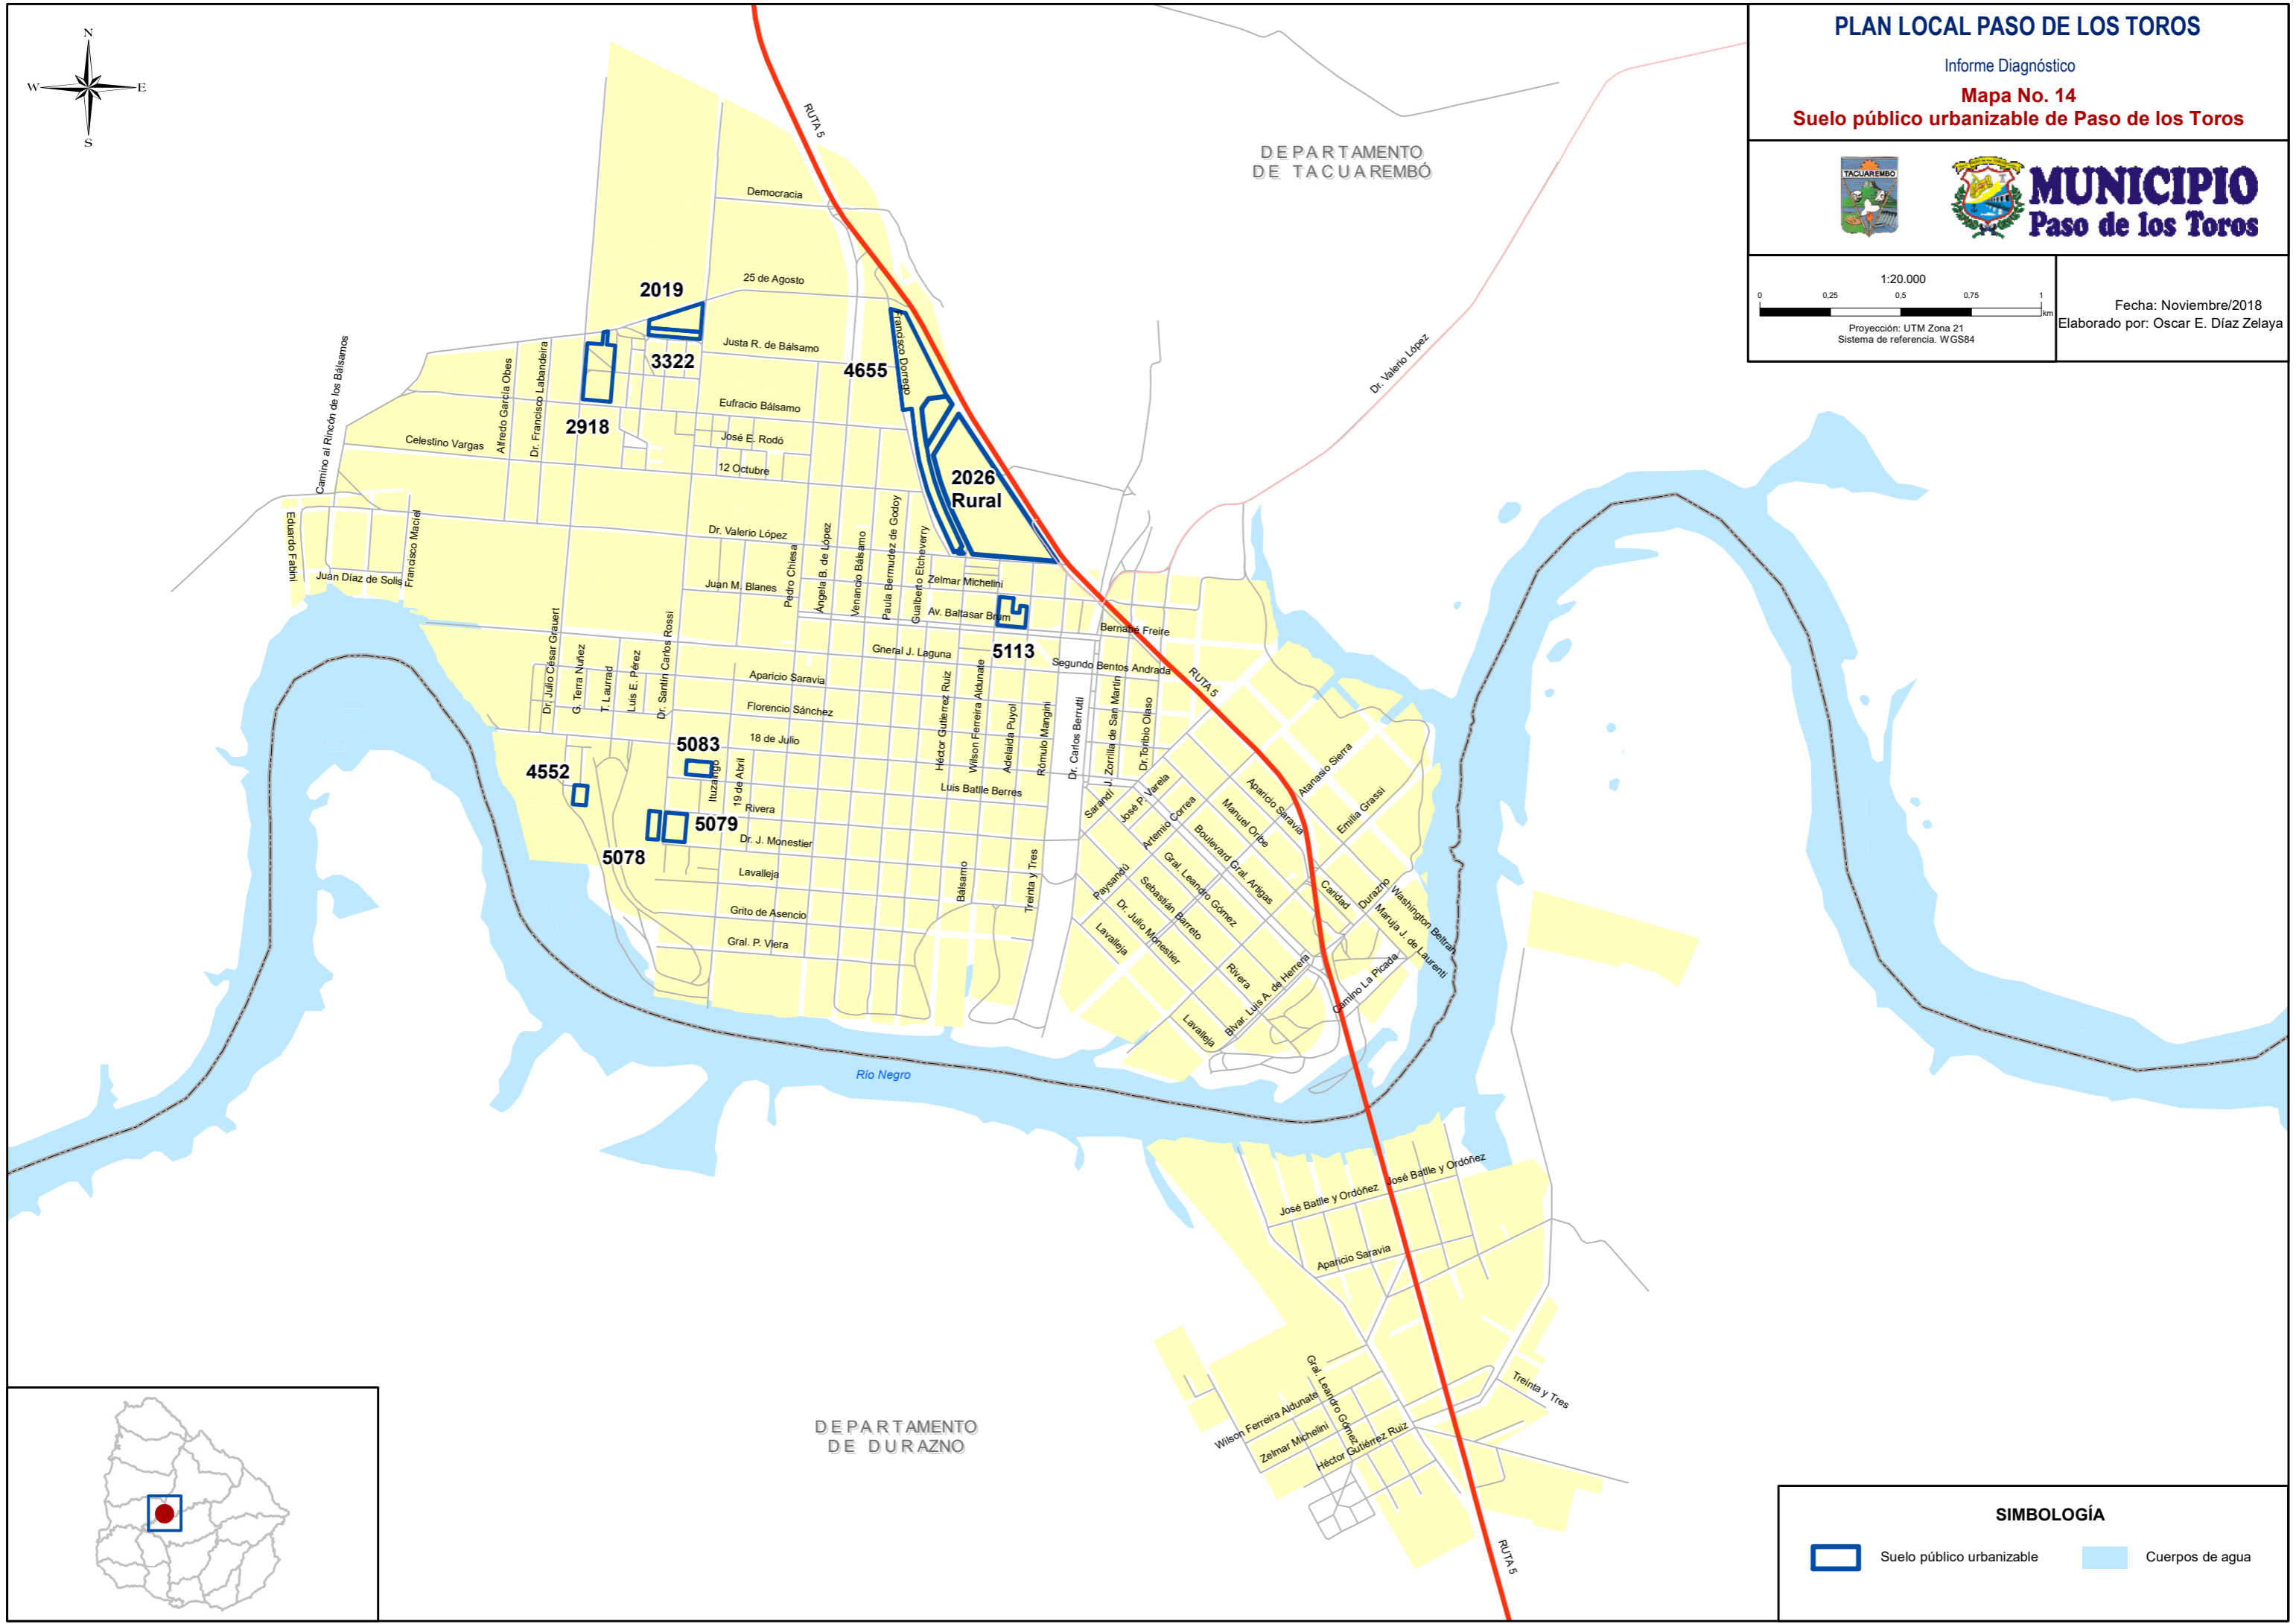 PLAN LOCAL PASO DE LOS TOROS
Informe Diagnóstico
Mapa No. 14
Suelo público urbanizable de Paso de los Toros
TACUAREMBO
MUNICIPIO
Paso de los Toros
1:20.000
0 0,25 0,5 0,75 1
km
Proyección: UTM Zona 21
Sistema de referencia. WGS84
Fecha: Noviembre/2018
Elaborado por: Oscar E. Díaz Zelaya
N
W
E
S
RUTA 5
DEPARTAMENTO
DE TACUAREMBÓ
Democracia
25 de Agosto
2019
Francisco Dorrego
Justa R. de Bálsamo
3322
4655
Dr. Valerio López
Camino al Rincón de los Bálsamos
Alfredo García Obes
Dr. Francisco Labandeira
Eufracio Bálsamo
2918
José E. Rodó
Celestino Vargas
12 Octubre
2026
Rural
Eduardo Fabini
Francisco Maciel
Juan Díaz de Solis
Dr. Valerio López
Juan M. Blanes
Pedro Chiesa
Ángela B. de López
Venancio Bálsamo
Paula Bermudez de Godoy
Gualberto Etcheverry
Zelmar Michelini
Av. Baltasar Brum
Bernabé Freire
5113
Gneral J. Laguna
Segundo Bentos Andrada
RUTA 5
Dr. Julio César Grauert
G. Terra Nuñez
T. Laurrad
Luis E. Pérez
Dr. Santín Carlos Rossi
Aparicio Saravia
Florencio Sánchez
18 de Julio
Héctor Gutierrez Ruiz
Wilson Ferreira Aldunate
Adelaida Puyol
Rómulo Mangini
Dr. Carlos Berrutti
J. Zorrilla de San Martín
Dr.Toribio Olaso
5083
4552
Ituzaingo
19 de Abril
Luis Batlle Berres
Rivera
5079
Dr. J. Monestier
5078
Lavalleja
Grito de Asencio
Gral. P. Viera
Bálsamo
Treinta y Tres
Sarandí
José P. Varela
Artemio Correa
Manuel Oribe
Aparicio Saravia
Atanasio Sierra
Emilia Grassi
Boulevard Gral. Artigas
Gral. Leandro Gómez
Paysandú
Sebastián Barreto
Dr. Julio Monestier
Lavalleja
Caridad
Durazno
Washington Beltrán
Maruja J. de Laurenti
Rivera
Blvar. Luis A. de Herrera
Camino La Picada
Lavalleja
Río Negro
José Batlle y Ordóñez
José Batlle y Ordóñez
Aparicio Saravia
Gral. Leandro Gómez
Treinta y Tres
Wilson Ferreira Aldunate
Zelmar Michelini
Héctor Gutiérrez Ruiz
DEPARTAMENTO
DE DURAZNO
RUTA 5
SIMBOLOGÍA
Suelo público urbanizable
Cuerpos de agua